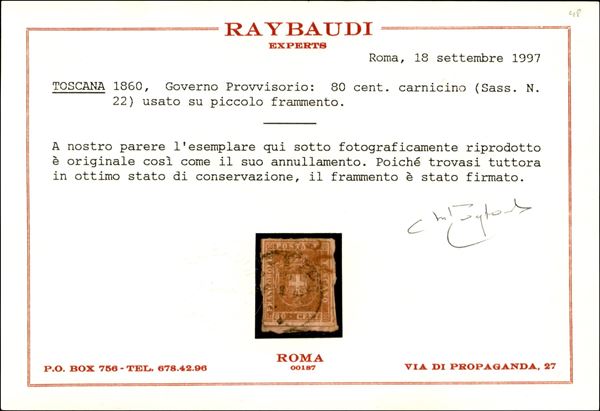 48
RAYBAUDI
EXPERTS
Roma, 18 settembre 1997
TOSCANA 1860, Governo Provvisorio: 80 cent. carnicino (Sass. N.
22) usato su piccolo frammento.
A nostro parere l'esemplare qui sotto fotograficamente riprodotto
è originale così come il suo annullamento. Poiché trovasi tuttora
in ottimo stato di conservazione, il frammento è stato firmato.
ROMA
00187
P.O. BOX 756 - TEL. 678.42.96
VIA DI PROPAGANDA, 27